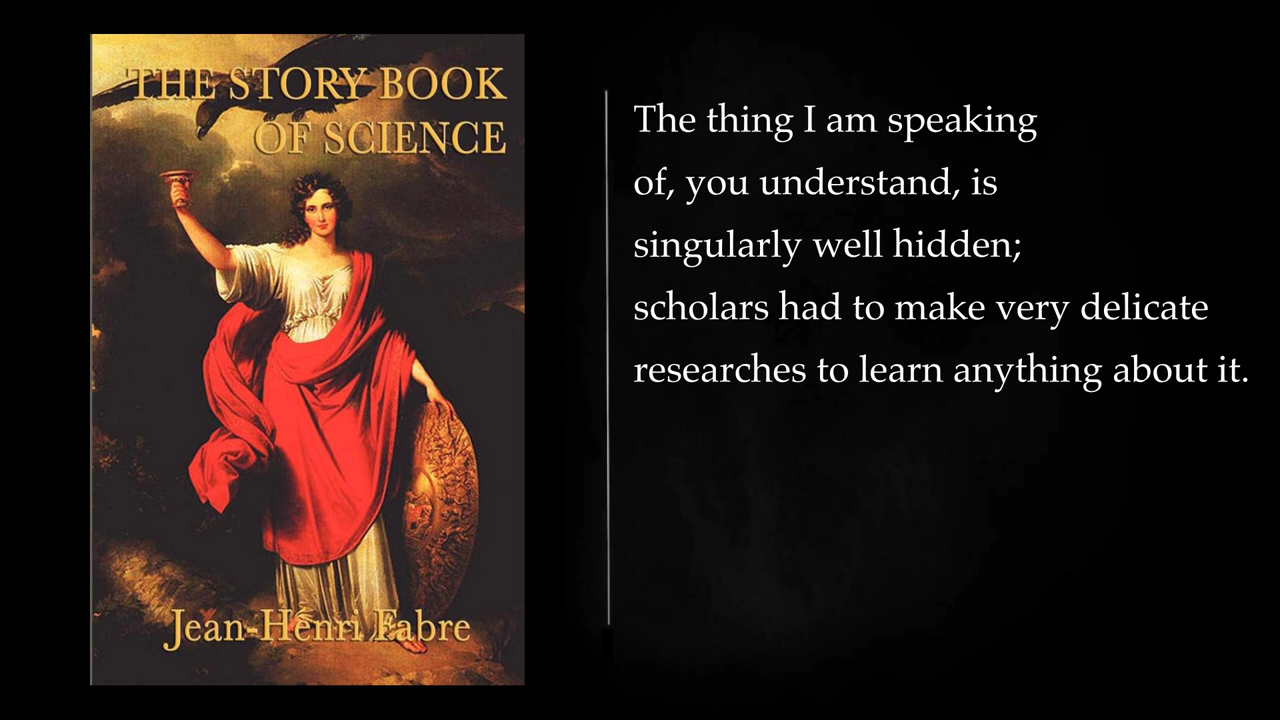 THE STORY BOOK
OF SCIENCE
Jean-Henri Fabre
The thing I am speaking
of, you understand, is
singularly well hidden;
scholars had to make very delicate
researches to learn anything about it.